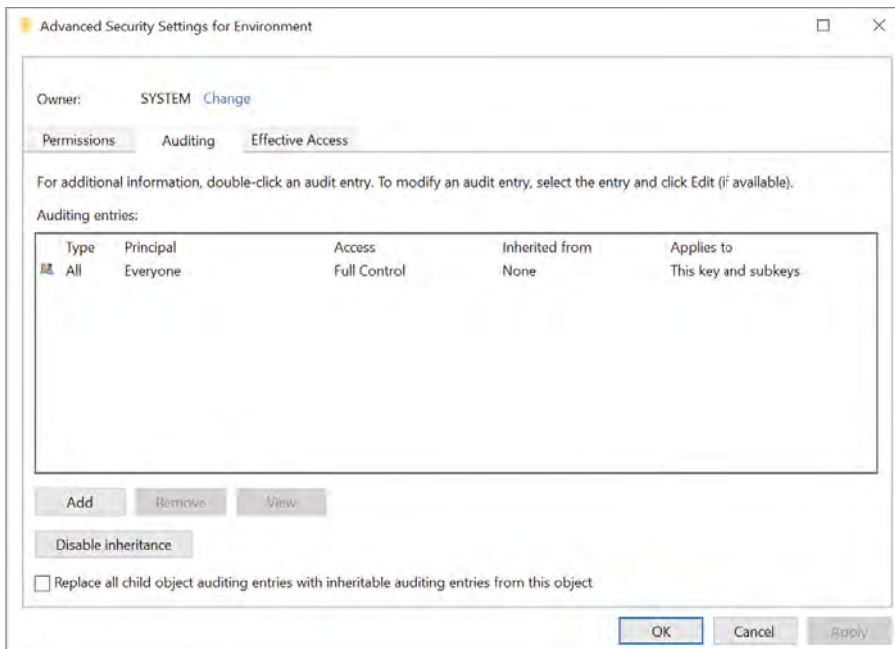 Advanced Security Settings for Environment
Owner: SYSTEM Change
Permissions Auditing Effective Access
For additional information, double-click an audit entry. To modify an audit entry, select the entry and click Edit (if available).
Auditing entries:
Type Principal Access Inherited from Applies to
All Everyone Full Control None This key and subkeys
Add Remove View
Disable inheritance
Replace all child object auditing entries with inheritable auditing entries from this object
OK Cancel Apply